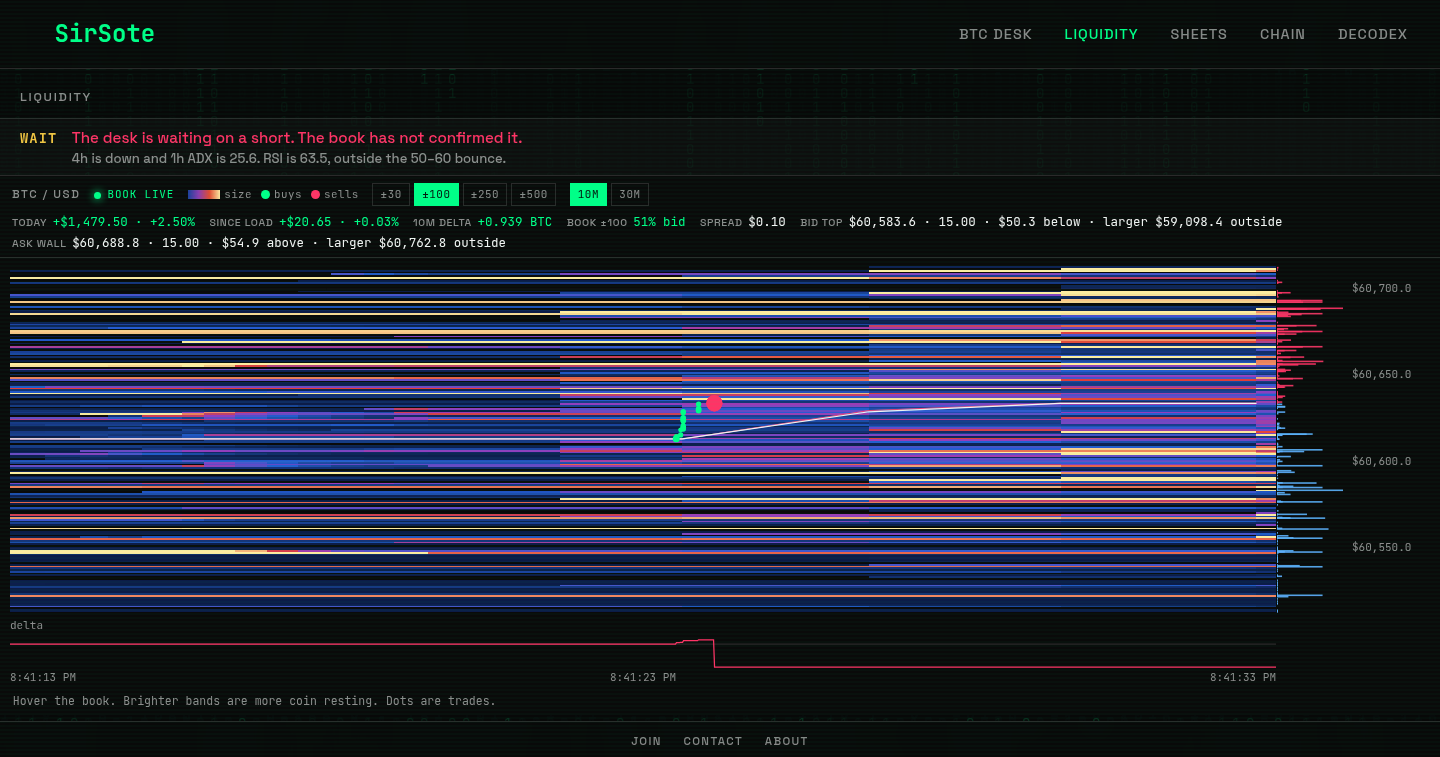 SirSote
BTC DESK LIQUIDITY SHEETS CHAIN DECODEX
LIQUIDITY
WAIT The desk is waiting on a short. The book has not confirmed it.
4h is down and 1h ADX is 25.6. RSI is 63.5, outside the 50–60 bounce.
BTC / USD BOOK LIVE size buys sells ±30 ±100 ±250 ±500 10M 30M
TODAY +$1,479.50 · +2.50% SINCE LOAD +$20.65 · +0.03% 10M DELTA +0.939 BTC BOOK ±100 51% bid SPREAD $0.10 BID TOP $60,583.6 · 15.00 · $50.3 below · larger $59,098.4 outside
ASK WALL $60,688.8 · 15.00 · $54.9 above · larger $60,762.8 outside
$60,700.0
$60,650.0
$60,600.0
$60,550.0
delta
8:41:13 PM 8:41:23 PM 8:41:33 PM
Hover the book. Brighter bands are more coin resting. Dots are trades.
JOIN CONTACT ABOUT